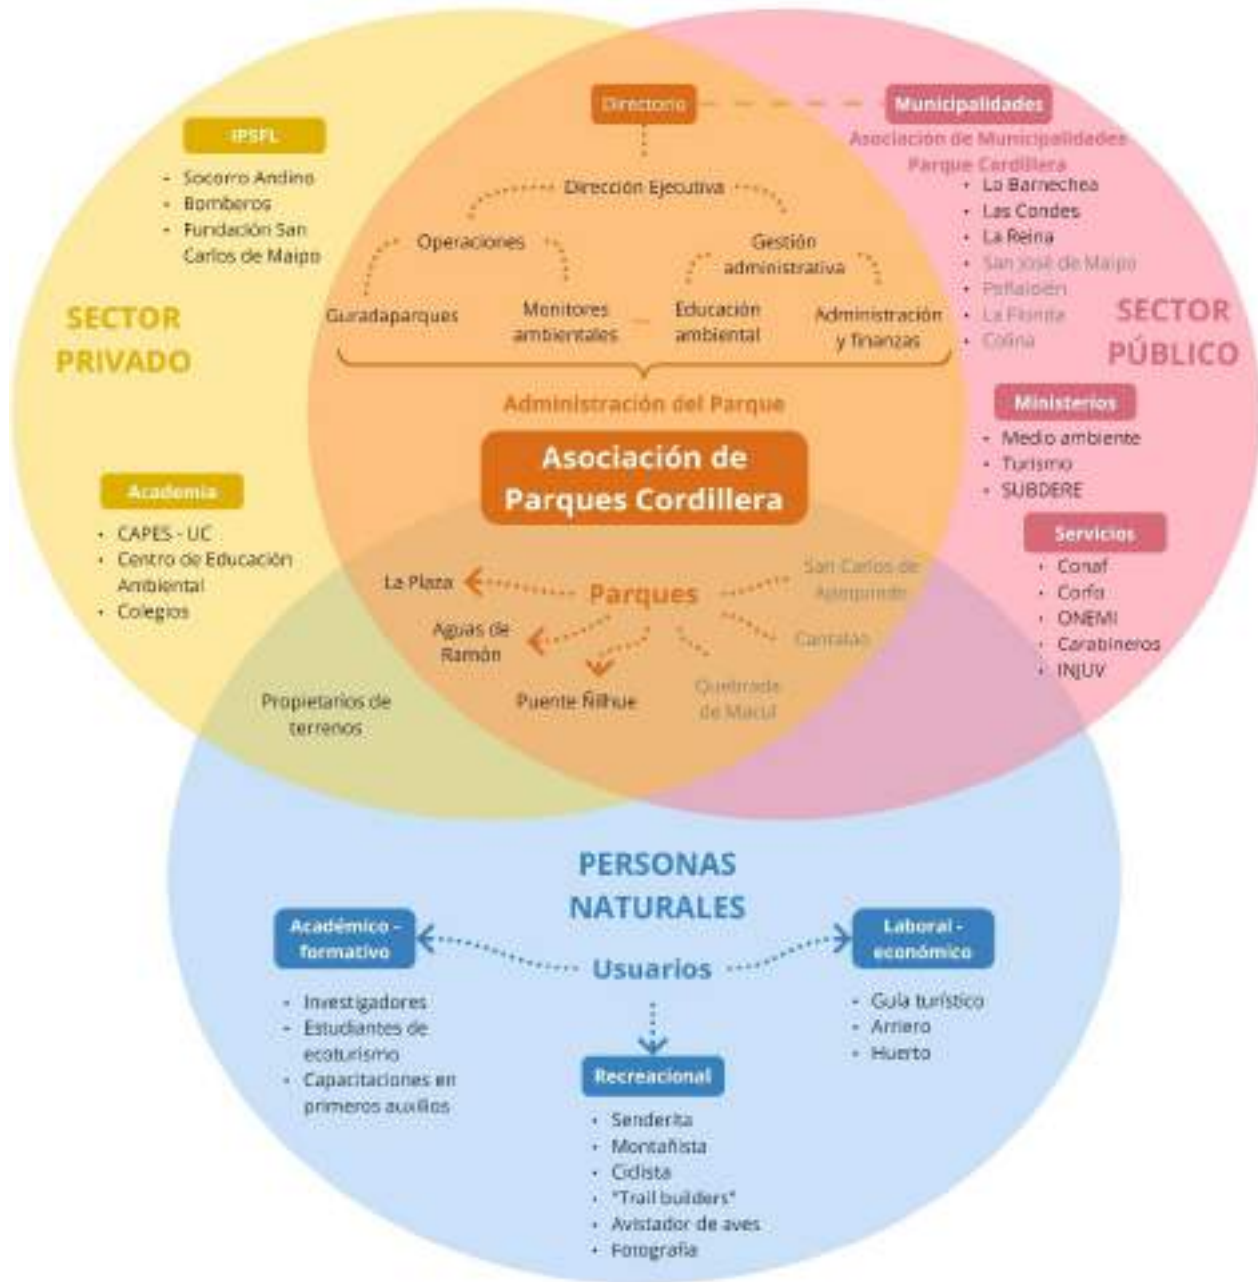 Directorio
Municipalidades
Asociación de Municipalidades
Parque Cordillera
• Lo Barnechea
• Las Condes
• La Reina
• San José de Maipo
• Peñalolén
• La Florida
• Colina
IPSFL
• Socorro Andino
• Bomberos
• Fundación San
Carlos de Maipo
SECTOR
PRIVADO
Dirección Ejecutiva
Operaciones
Gestión
administrativa
Guradaparques
Monitores
ambientales
Educación
ambiental
Administración
y finanzas
SECTOR
PÚBLICO
Administración del Parque
Asociación de
Parques Cordillera
Ministerios
• Medio ambiente
• Turismo
• SUBDERE
Academia
• CAPES - UC
• Centro de Educación
Ambiental
• Colegios
Servicios
• Conaf
• Corfo
• ONEMI
• Carabineros
• INJUV
Parques
La Plaza
Aguas de
Ramón
Puente Ñilhue
Quebrada
de Macul
Cantalao
San Carlos de
Apoquindo
Propietarios de
terrenos
PERSONAS
NATURALES
Usuarios
Académico -
formativo
• Investigadores
• Estudiantes de
ecoturismo
• Capacitaciones en
primeros auxilios
Recreacional
• Senderita
• Montañista
• Ciclista
• "Trail builders"
• Avistador de aves
• Fotografía
Laboral -
económico
• Guía turístico
• Arriero
• Huerto